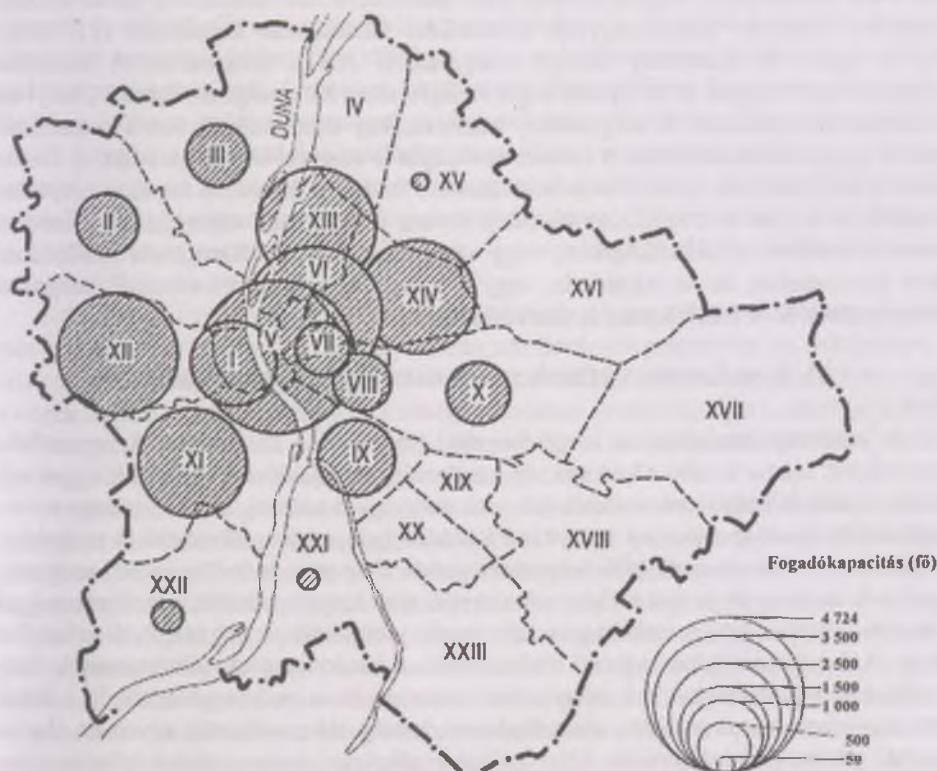 DUNA
IV
III
XV
II
XIII
VI
XIV
XVI
XII
I
V
VII
VIII
X
XVII
XI
IX
XIX
XX
XVIII
XXI
XXII
XXIII
Fogadókapacitás (fő)
4 724
3 500
2 500
1 500
1 000
500
50